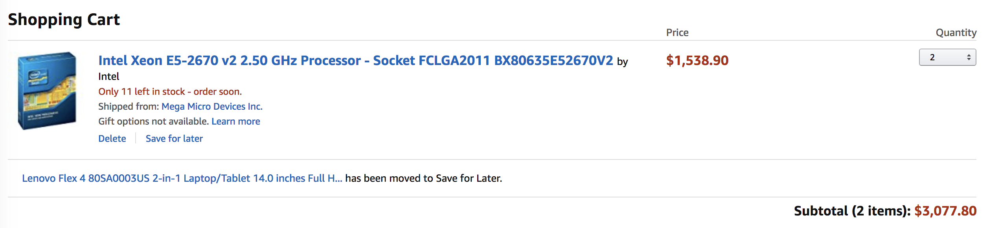 Shopping Cart
Price
Quantity
Intel Xeon E5-2670 v2 2.50 GHz Processor - Socket FCLGA2011 BX80635E52670V2 by
$1,538.90
2
Intel
Only 11 left in stock - order soon.
Shipped from: Mega Micro Devices Inc.
Gift options not available. Learn more
Delete
Save for later
Lenovo Flex 4 80SA0003US 2-in-1 Laptop/Tablet 14.0 inches Full H... has been moved to Save for Later.
Subtotal (2 items): $3,077.80